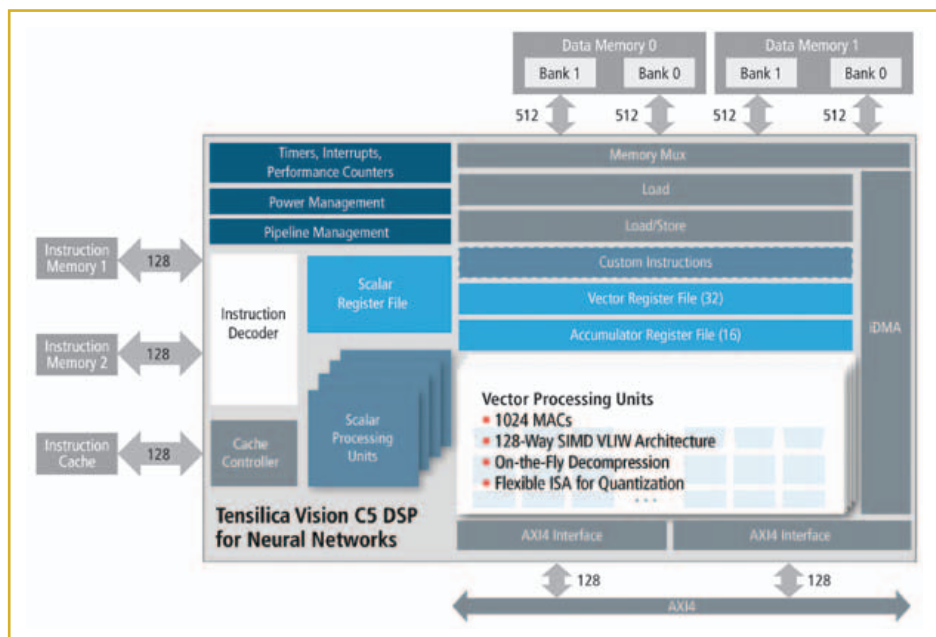 Data Memory 0
Data Memory 1
Bank 1
Bank 0
Bank 1
Bank 0
512
512
512
512
Timers, Interrupts,
Performance Counters
Power Management
Pipeline Management
Memory Mux
Load
Load/Store
Custom Instructions
Vector Register File (32)
Accumulator Register File (16)
iDMA
Instruction
Memory 1
128
Instruction
Memory 2
128
Instruction
Cache
128
Instruction
Decoder
Scalar
Register File
Cache
Controller
Scalar
Processing
Units
Vector Processing Units
• 1024 MACs
• 128-Way SIMD VLIW Architecture
• On-the-Fly Decompression
• Flexible ISA for Quantization
...
Tensilica Vision C5 DSP
for Neural Networks
AXI4 Interface
AXI4 Interface
128
128
AXI4